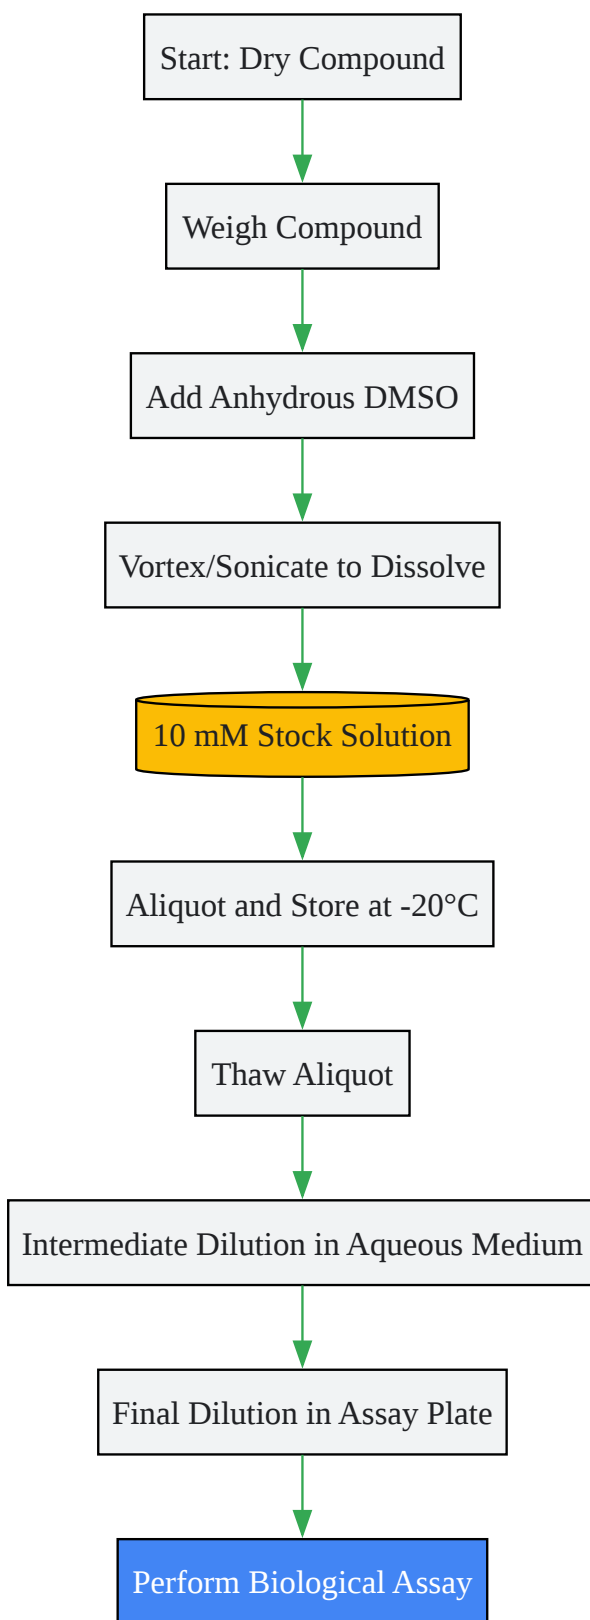 Start: Dry Compound
Weigh Compound
Add Anhydrous DMSO
Vortex/Sonicate to Dissolve
10 mM Stock Solution
Aliquot and Store at -20°C
Thaw Aliquot
Intermediate Dilution in Aqueous Medium
Final Dilution in Assay Plate
Perform Biological Assay